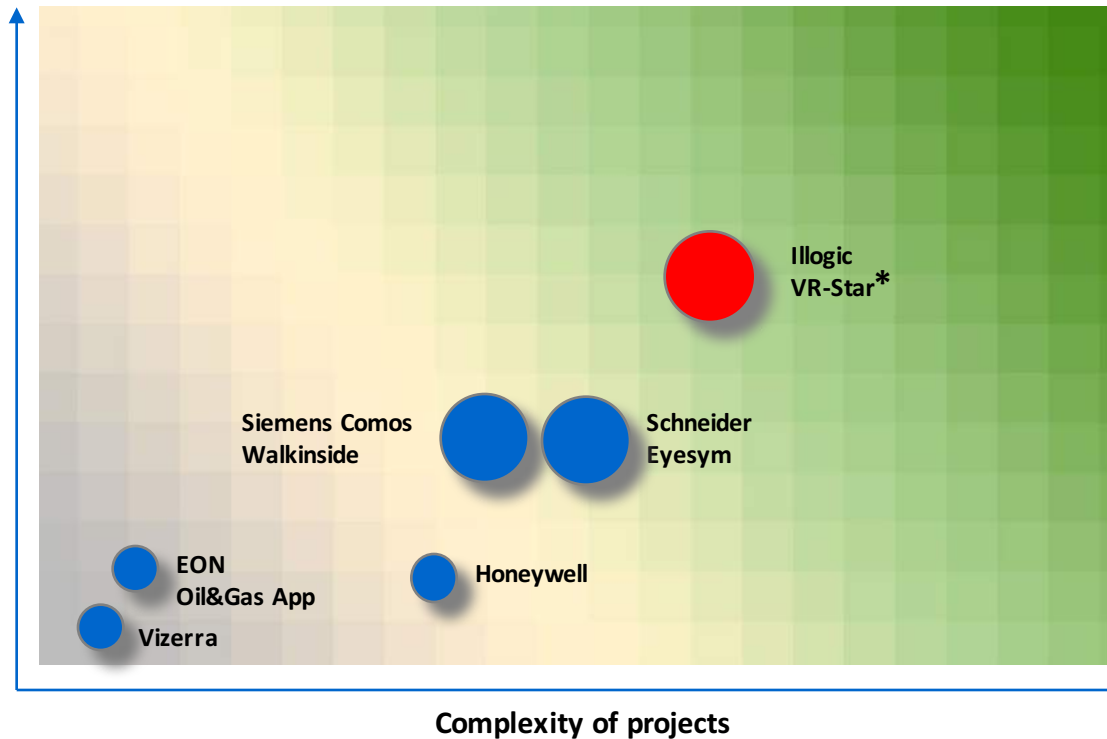 Illogic
VR-Star*
Siemens Comos
Walkinside
Schneider
Eyesym
EON
Oil&Gas App
Honeywell
Vizerra
Complexity of projects